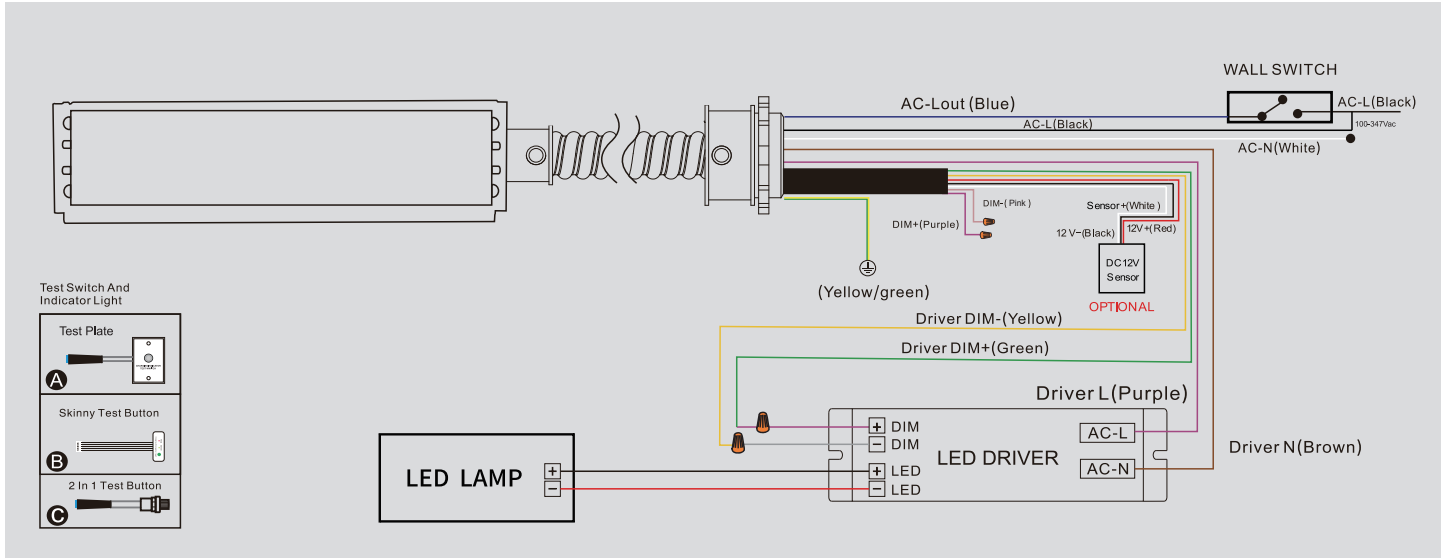 WALL SWITCH
AC-Lout (Blue)
AC-L(Black)
AC-L(Black)
100-347Vac
AC-N(White)
DIM-( Pink )
DIM+(Purple)
Sensor+(White )
12 V-(Black)
12V+(Red)
DC12V
Sensor
OPTIONAL
(Yellow/green)
Driver DIM-(Yellow)
Driver DIM+(Green)
Driver L(Purple)
Driver N(Brown)
+ DIM
- DIM
+ LED
- LED
LED DRIVER
AC-L
AC-N
LED LAMP
+
-
Test Switch And
Indicator Light
Test Plate
A
Skinny Test Button
B
2 In 1 Test Button
C